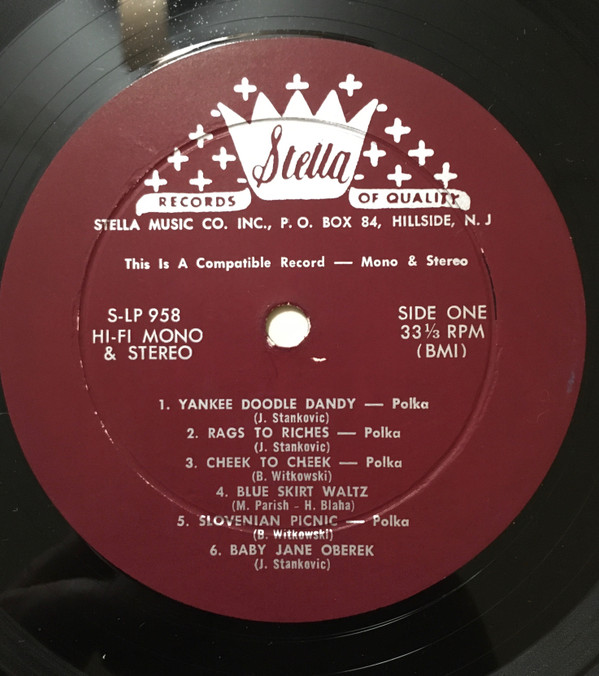 Stella
RECORDS OF QUALITY
STELLA MUSIC CO. INC., P. O. BOX 84, HILLSIDE, N. J
This Is A Compatible Record — Mono & Stereo
S-LP 958
HI-FI MONO
& STEREO
SIDE ONE
33⅓ RPM
(BMI)
1. YANKEE DOODLE DANDY — Polka
(J. Stankovic)
2. RAGS TO RICHES — Polka
(J. Stankovic)
3. CHEEK TO CHEEK — Polka
(B. Witkowski)
4. BLUE SKIRT WALTZ
(M. Parish - H. Blaha)
5. SLOVENIAN PICNIC — Polka
(B. Witkowski)
6. BABY JANE OBEREK
(J. Stankovic)